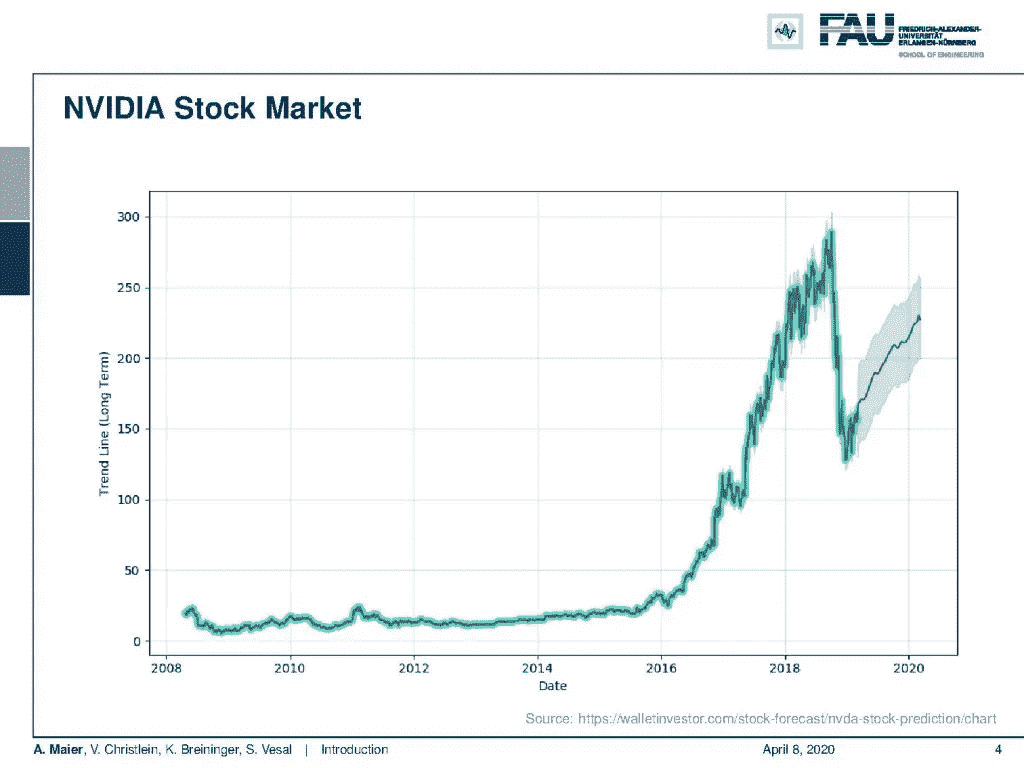 FAU
FRIEDRICH-ALEXANDER-
UNIVERSITÄT
ERLANGEN-NÜRNBERG
SCHOOL OF ENGINEERING
NVIDIA Stock Market
Trend Line (Long Term)
300
250
200
150
100
50
0
2008 2010 2012 2014 2016 2018 2020
Date
Source: https://walletinvestor.com/stock-forecast/nvda-stock-prediction/chart
A. Maier, V. Christlein, K. Breininger, S. Vesal | Introduction April 8, 2020 4